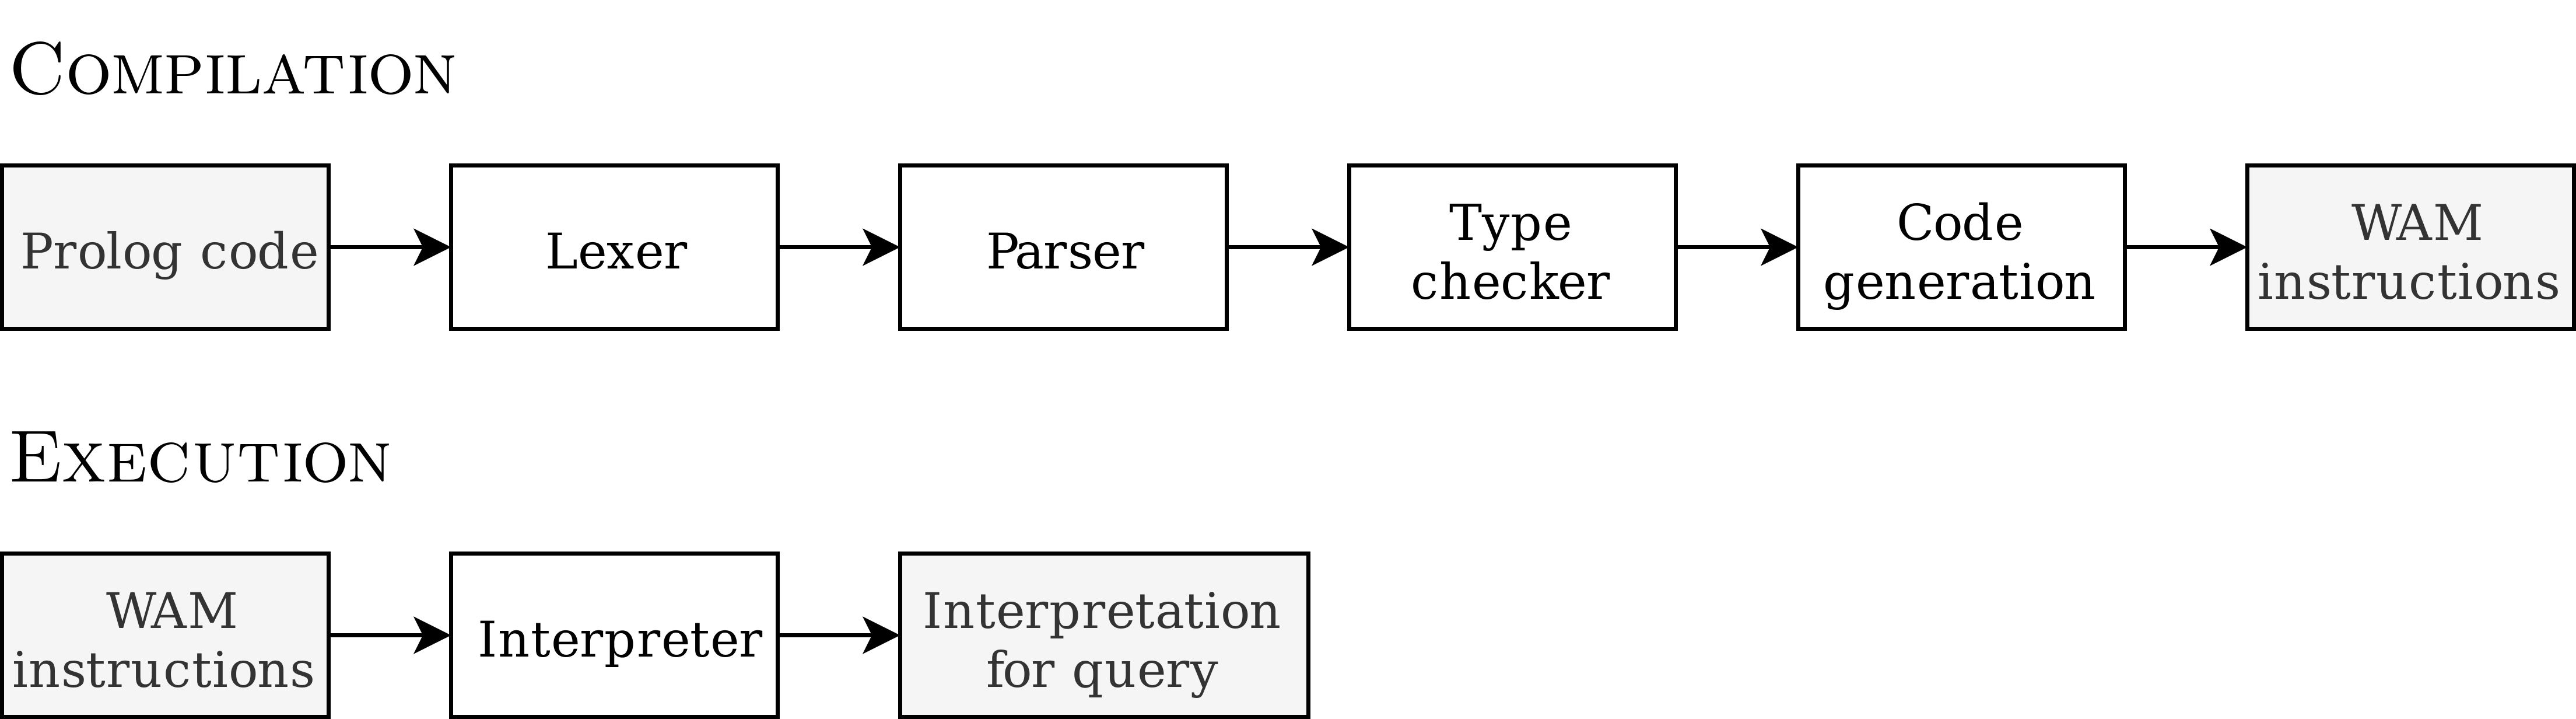 COMPILATION
Prolog code
Lexer
Parser
Type
checker
Code
generation
WAM
instructions
EXECUTION
WAM
instructions
Interpreter
Interpretation
for query